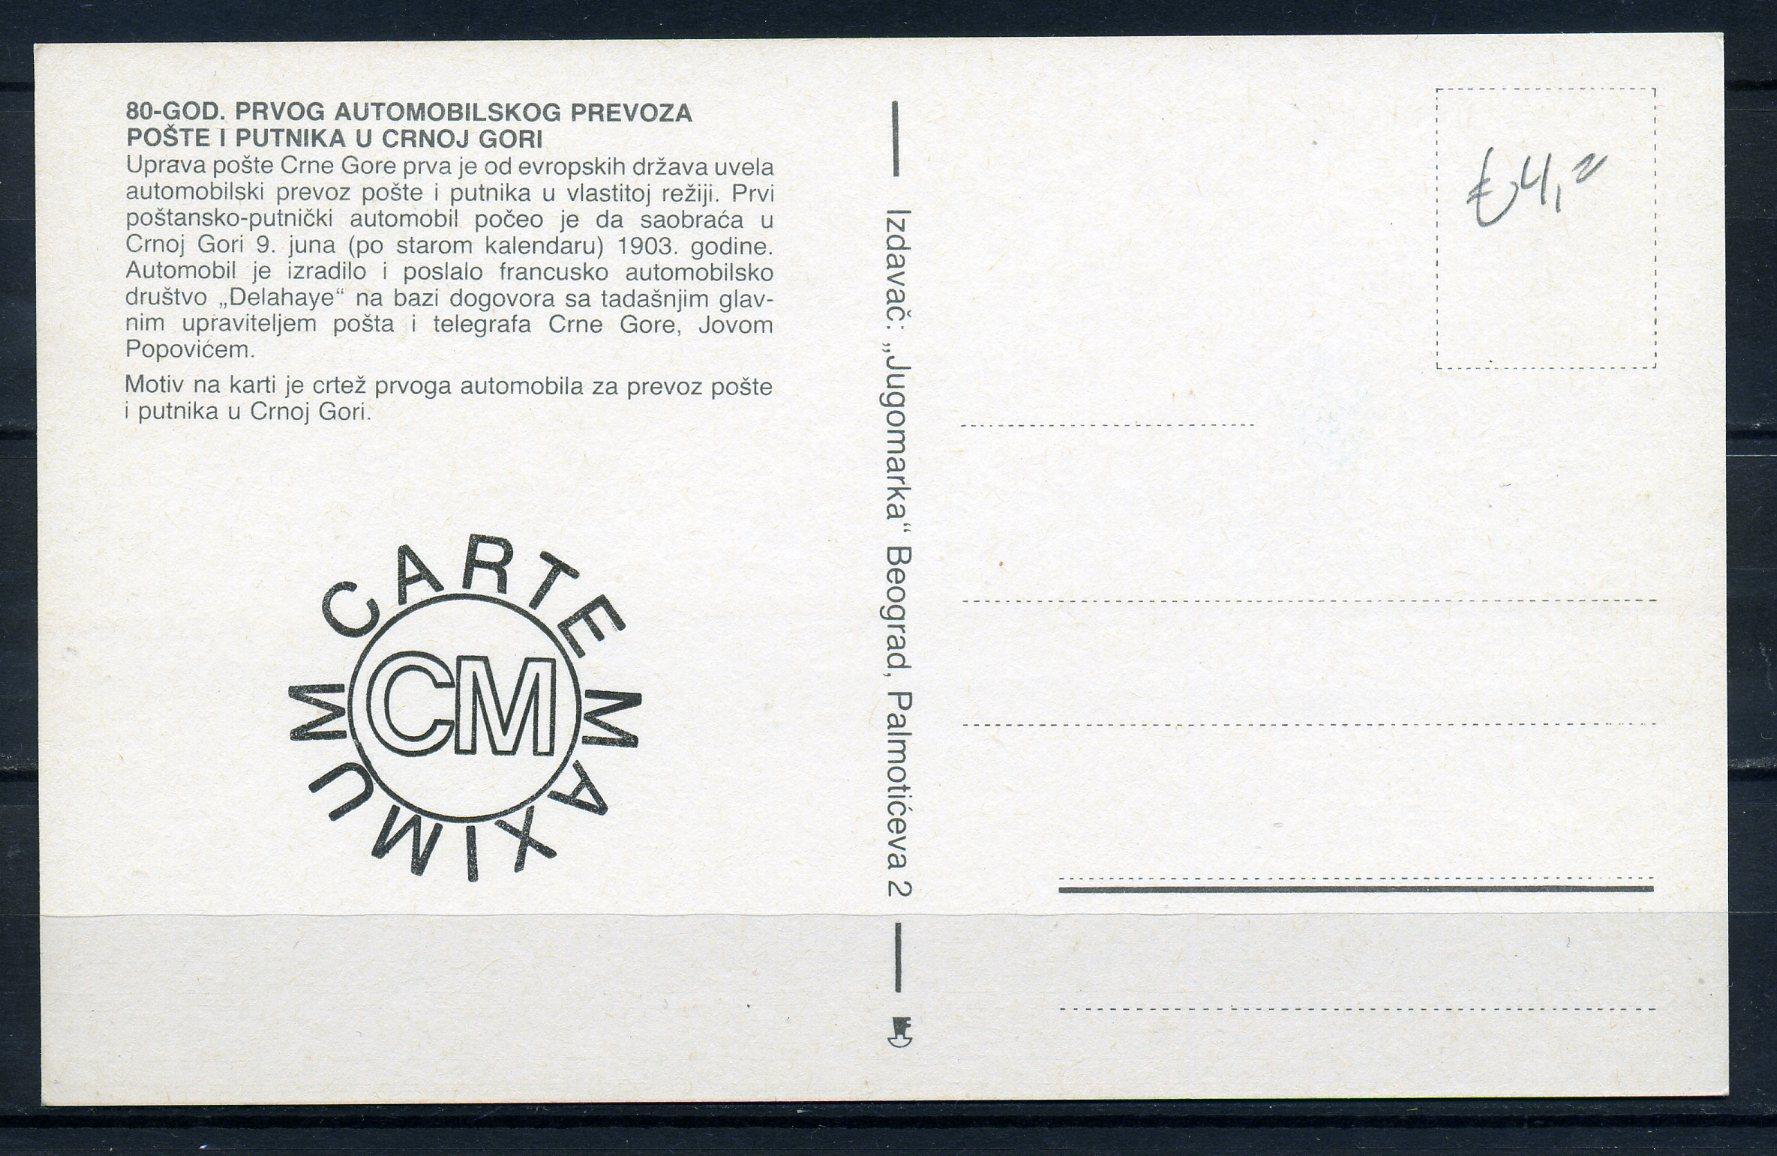 80-GOD. PRVOG AUTOMOBILSKOG PREVOZA
POŠTE I PUTNIKA U CRNOJ GORI
Uprava pošte Crne Gore prva je od evropskih država uvela
automobilski prevoz pošte i putnika u vlastitoj režiji. Prvi
poštansko-putnički automobil počeo je da saobraća u
Crnoj Gori 9. juna (po starom kalendaru) 1903. godine.
Automobil je izradilo i poslalo francusko automobilsko
društvo „Delahaye“ na bazi dogovora sa tadašnjim glav-
nim upraviteljem pošta i telegrafa Crne Gore, Jovom
Popovićem.
Motiv na karti je crtež prvoga automobila za prevoz pošte
i putnika u Crnoj Gori.
CARTE MAXIMUM
CM
Izdavač: „Jugomarka“ Beograd, Palmotićeva 2
€4,=